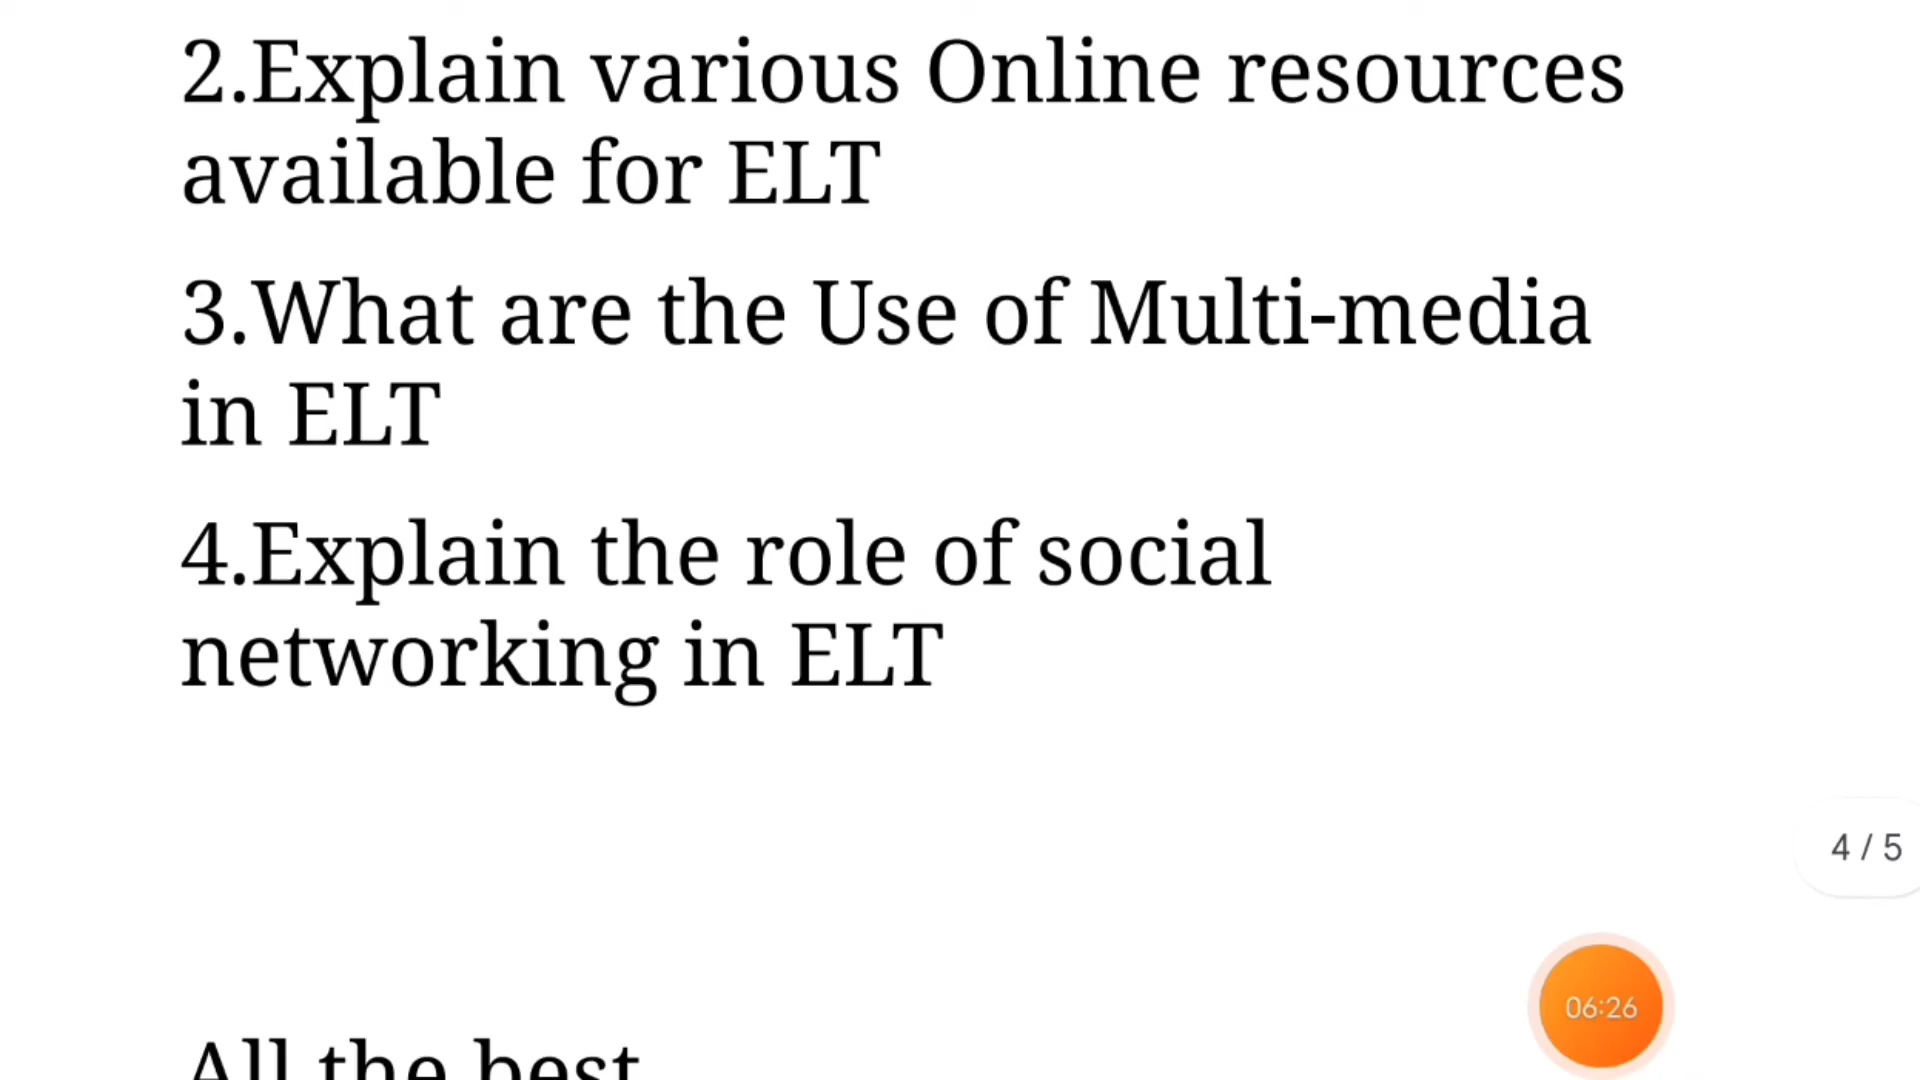 2.Explain various Online resources
available for ELT
3.What are the Use of Multi-media
in ELT
4.Explain the role of social
networking in ELT
4 / 5
06:26
All the best